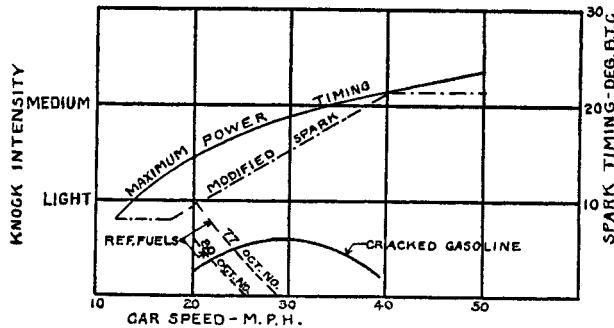 KNOCK INTENSITY
MEDIUM
LIGHT
MAXIMUM POWER TIMING
MODIFIED SPARK
REF. FUELS
80 OCT. NO.
77 OCT. NO.
CRACKED GASOLINE
30
20
10
SPARK TIMING-DEG. B.T.C.
10 20 30 40 50
CAR SPEED - M.P.H.